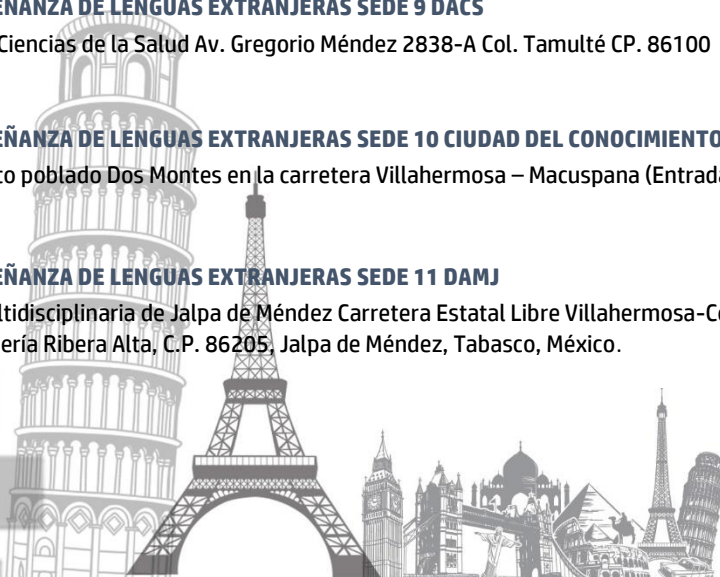 EÑANZA DE LENGUAS EXTRANJERAS SEDE 9 DACS
Ciencias de la Salud Av. Gregorio Méndez 2838-A Col. Tamulté CP. 86100
EÑANZA DE LENGUAS EXTRANJERAS SEDE 10 CIUDAD DEL CONOCIMIENTO
to poblado Dos Montes en la carretera Villahermosa – Macuspana (Entrada
EÑANZA DE LENGUAS EXTRANJERAS SEDE 11 DAMJ
ltidisciplinaria de Jalpa de Méndez Carretera Estatal Libre Villahermosa-Co
ería Ribera Alta, C.P. 86205, Jalpa de Méndez, Tabasco, México.